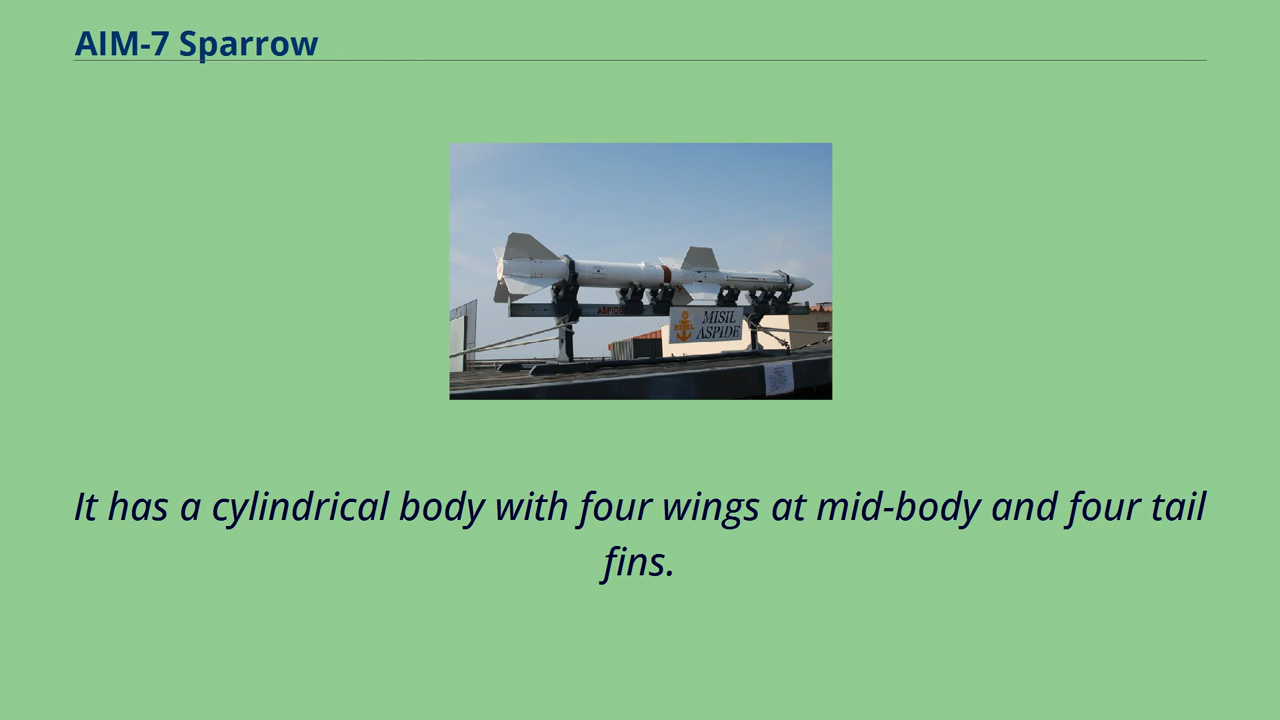 AIM-7 Sparrow
ASPIDE
MISIL
ASPIDE
It has a cylindrical body with four wings at mid-body and four tail
fins.